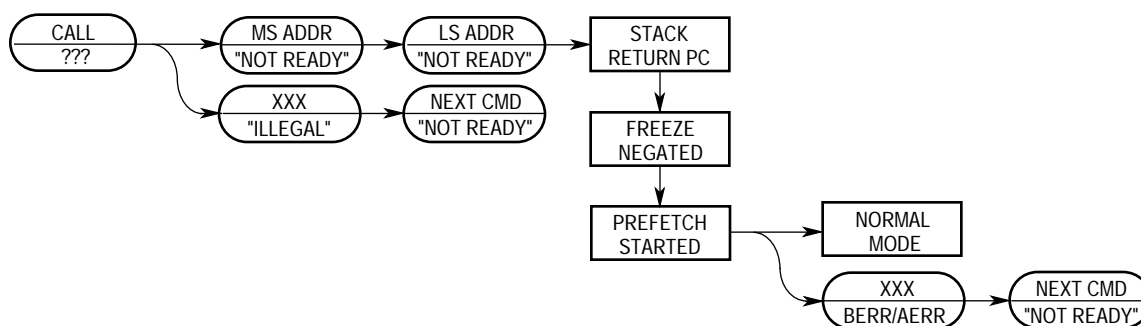 CALL
???
MS ADDR
"NOT READY"
LS ADDR
"NOT READY"
STACK
RETURN PC
XXX
"ILLEGAL"
NEXT CMD
"NOT READY"
FREEZE
NEGATED
PREFETCH
STARTED
NORMAL
MODE
XXX
BERR/AERR
NEXT CMD
"NOT READY"